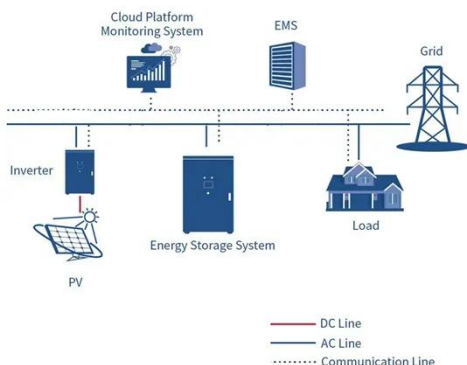 Cloud Platform
Monitoring System
EMS
Grid
Inverter
Energy Storage System
Load
PV
DC Line
AC Line
Communication Line